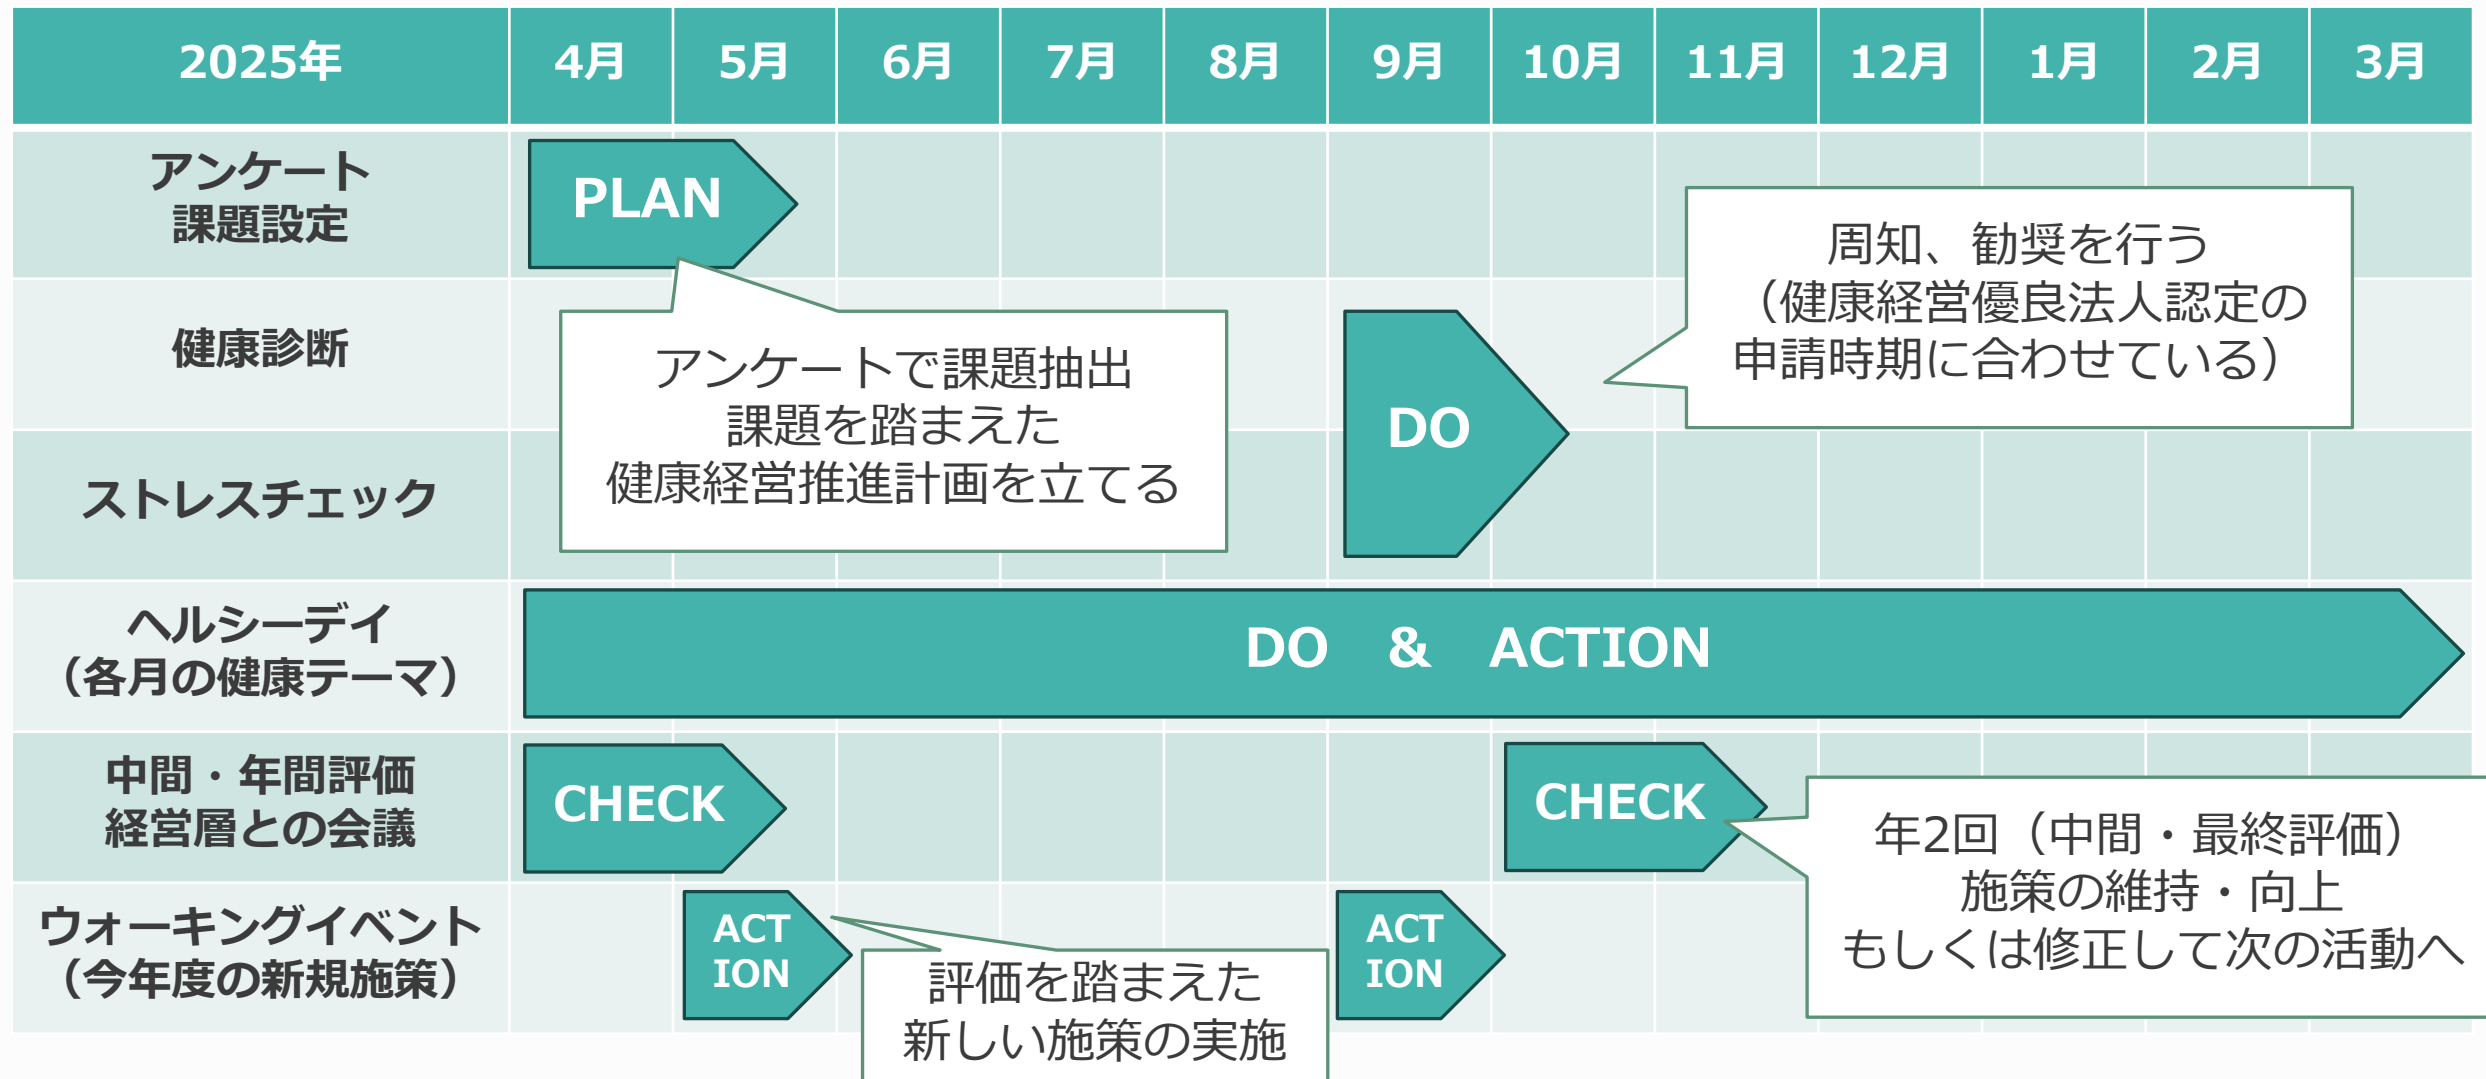 2025年 4月 5月 6月 7月 8月 9月 10月 11月 12月 1月 2月 3月
アンケート
課題設定
PLAN
周知、勧奨を行う
（健康経営優良法人認定の
申請時期に合わせている）
健康診断
アンケートで課題抽出
課題を踏まえた
健康経営推進計画を立てる
DO
ストレスチェック
ヘルシーデイ
（各月の健康テーマ）
DO & ACTION
中間・年間評価
経営層との会議
CHECK
CHECK
年2回（中間・最終評価）
施策の維持・向上
もしくは修正して次の活動へ
ウォーキングイベント
（今年度の新規施策）
ACT
ION
評価を踏まえた
新しい施策の実施
ACT
ION